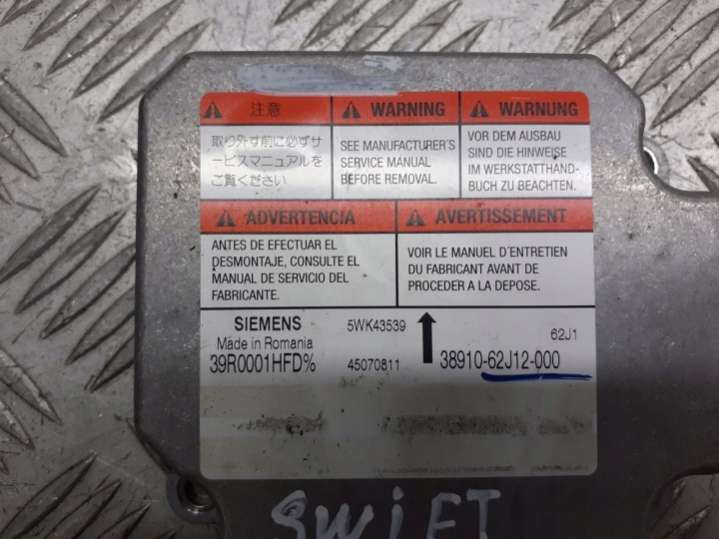 注意
取り外す前に必ずサ
ービスマニュアルを
ご覧ください
WARNING
SEE MANUFACTURER'S
SERVICE MANUAL
BEFORE REMOVAL.
WARNUNG
VOR DEM AUSBAU
SIND DIE HINWEISE
IM WERKSTATTHAND-
BUCH ZU BEACHTEN.
ADVERTENCIA
ANTES DE EFECTUAR EL
DESMONTAJE, CONSULTE EL
MANUAL DE SERVICIO DEL
FABRICANTE.
AVERTISSEMENT
VOIR LE MANUEL D'ENTRETIEN
DU FABRICANT AVANT DE
PROCEDER A LA DEPOSE.
SIEMENS
Made in Romania
39R0001HFD%
5WK43539
45070811
62J1
38910-62J12-000
SWIFT